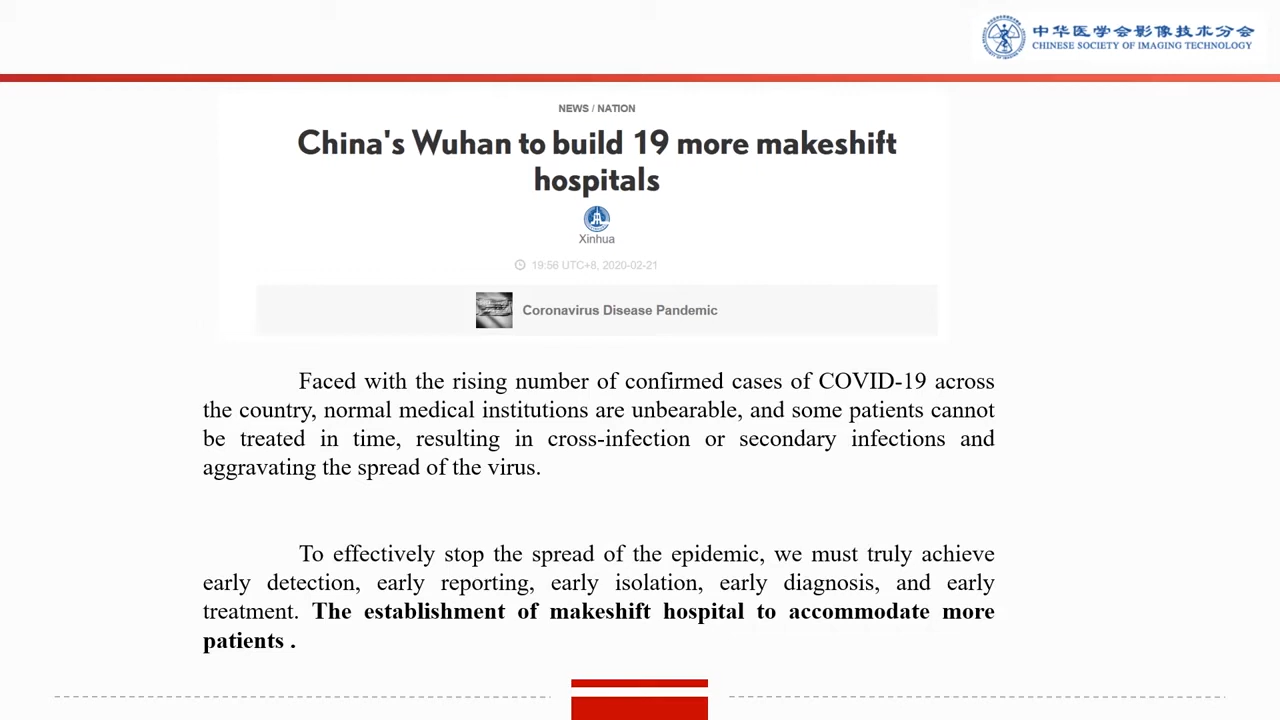 中华医学会影像技术分会
CHINESE SOCIETY OF IMAGING TECHNOLOGY
NEWS / NATION
China's Wuhan to build 19 more makeshift
hospitals
Xinhua
19:56 UTC+8, 2020-02-21
Coronavirus Disease Pandemic
Faced with the rising number of confirmed cases of COVID-19 across
the country, normal medical institutions are unbearable, and some patients cannot
be treated in time, resulting in cross-infection or secondary infections and
aggravating the spread of the virus.
To effectively stop the spread of the epidemic, we must truly achieve
early detection, early reporting, early isolation, early diagnosis, and early
treatment. The establishment of makeshift hospital to accommodate more
patients .